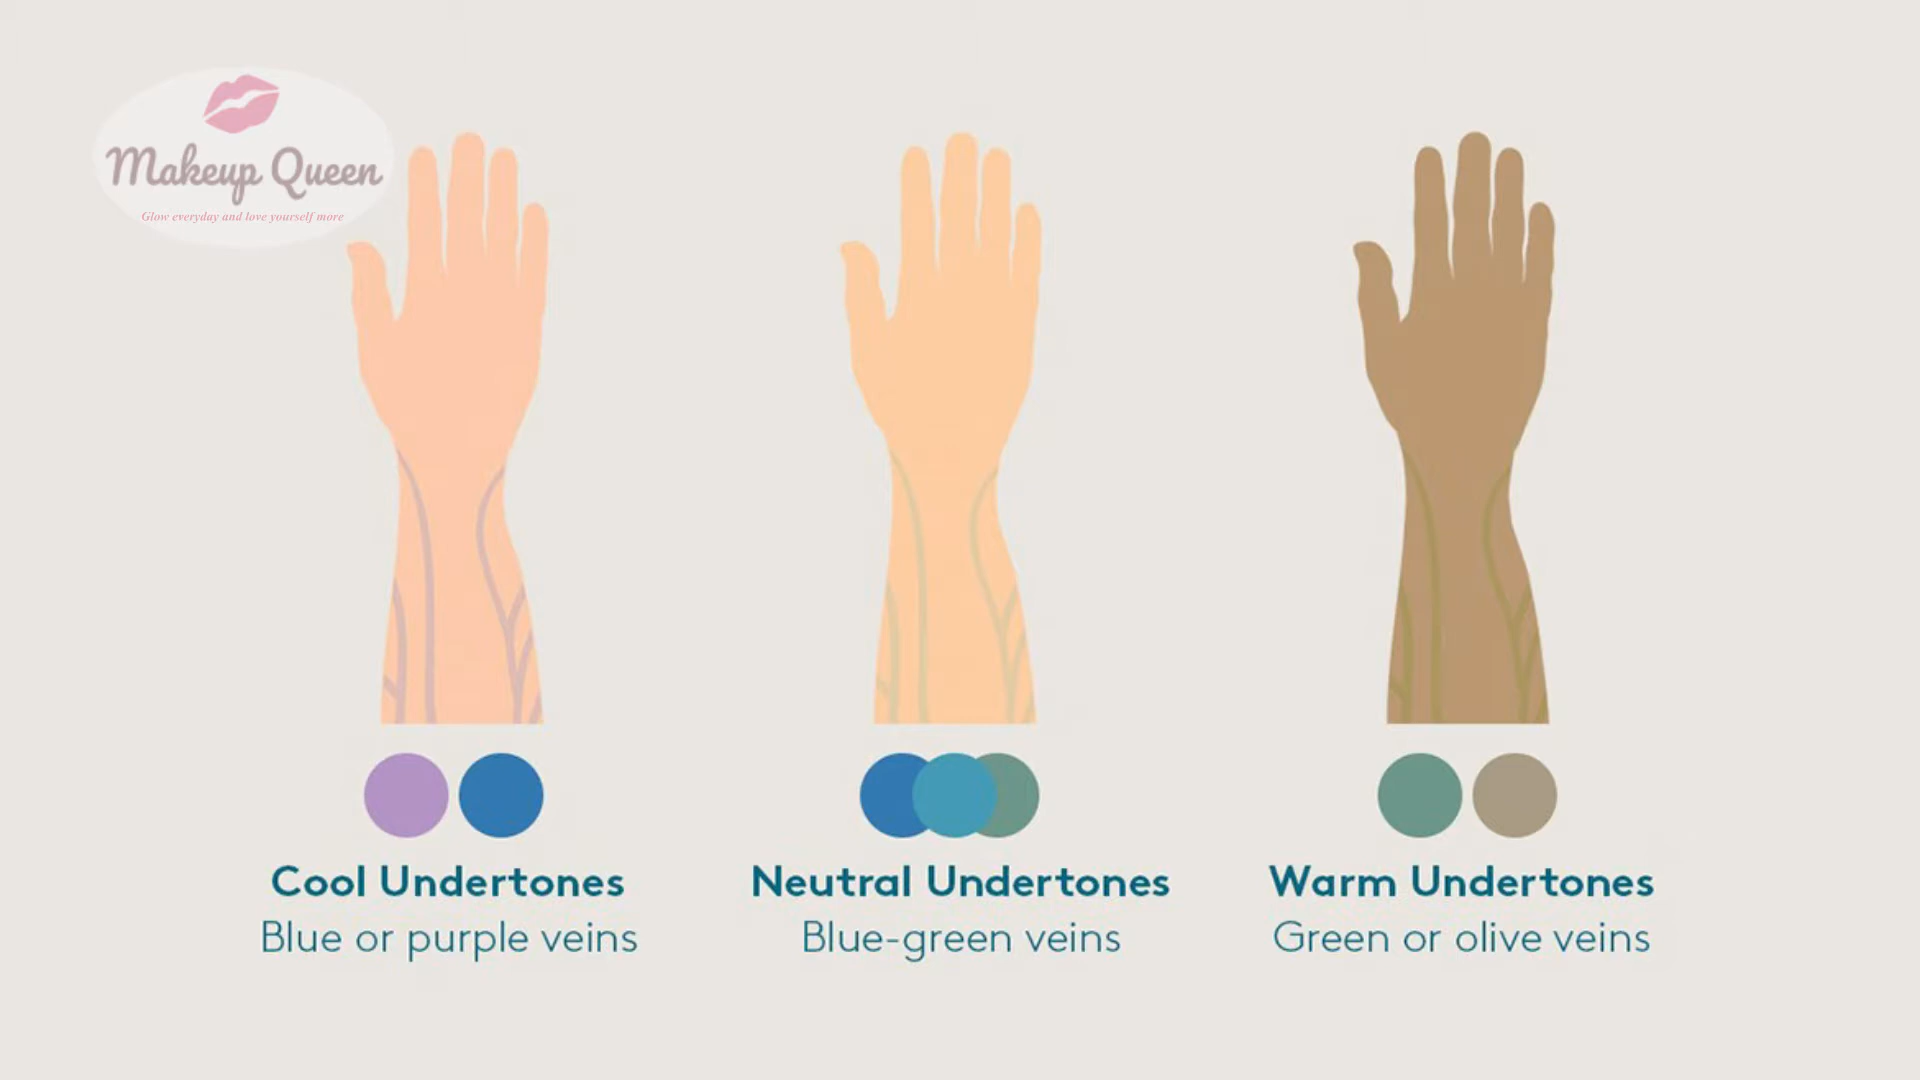 Makeup Queen
Glow everyday and love yourself more
Cool Undertones
Blue or purple veins
Neutral Undertones
Blue-green veins
Warm Undertones
Green or olive veins